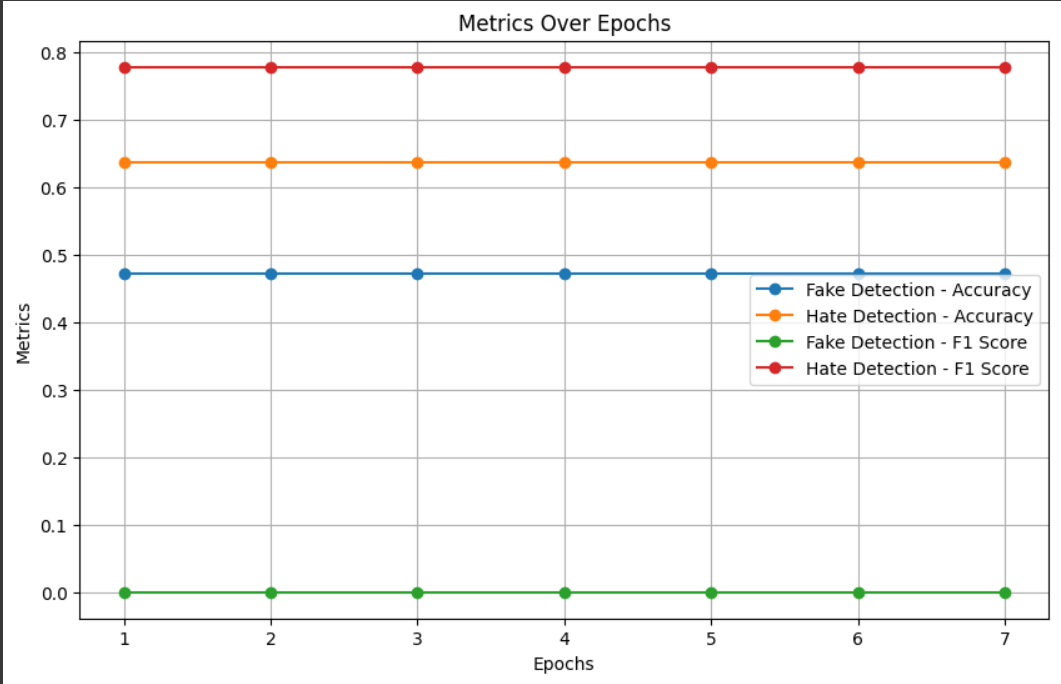 Metrics Over Epochs
0.8
0.7
0.6
0.5
0.4
0.3
0.2
0.1
0.0
Metrics
Fake Detection - Accuracy
Hate Detection - Accuracy
Fake Detection - F1 Score
Hate Detection - F1 Score
1 2 3 4 5 6 7
Epochs